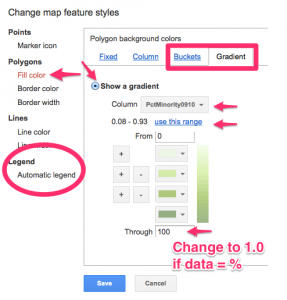 Change map feature styles
Points
Marker icon
Polygons
Fill color
Border color
Border width
Lines
Line color
Legend
Automatic legend
Polygon background colors
Fixed Column Buckets Gradient
Show a gradient
Column PctMinority0910
0.08 - 0.93 use this range
From 0
+
+ -
+ -
+
Through 100
Change to 1.0
if data = %
Save Cancel